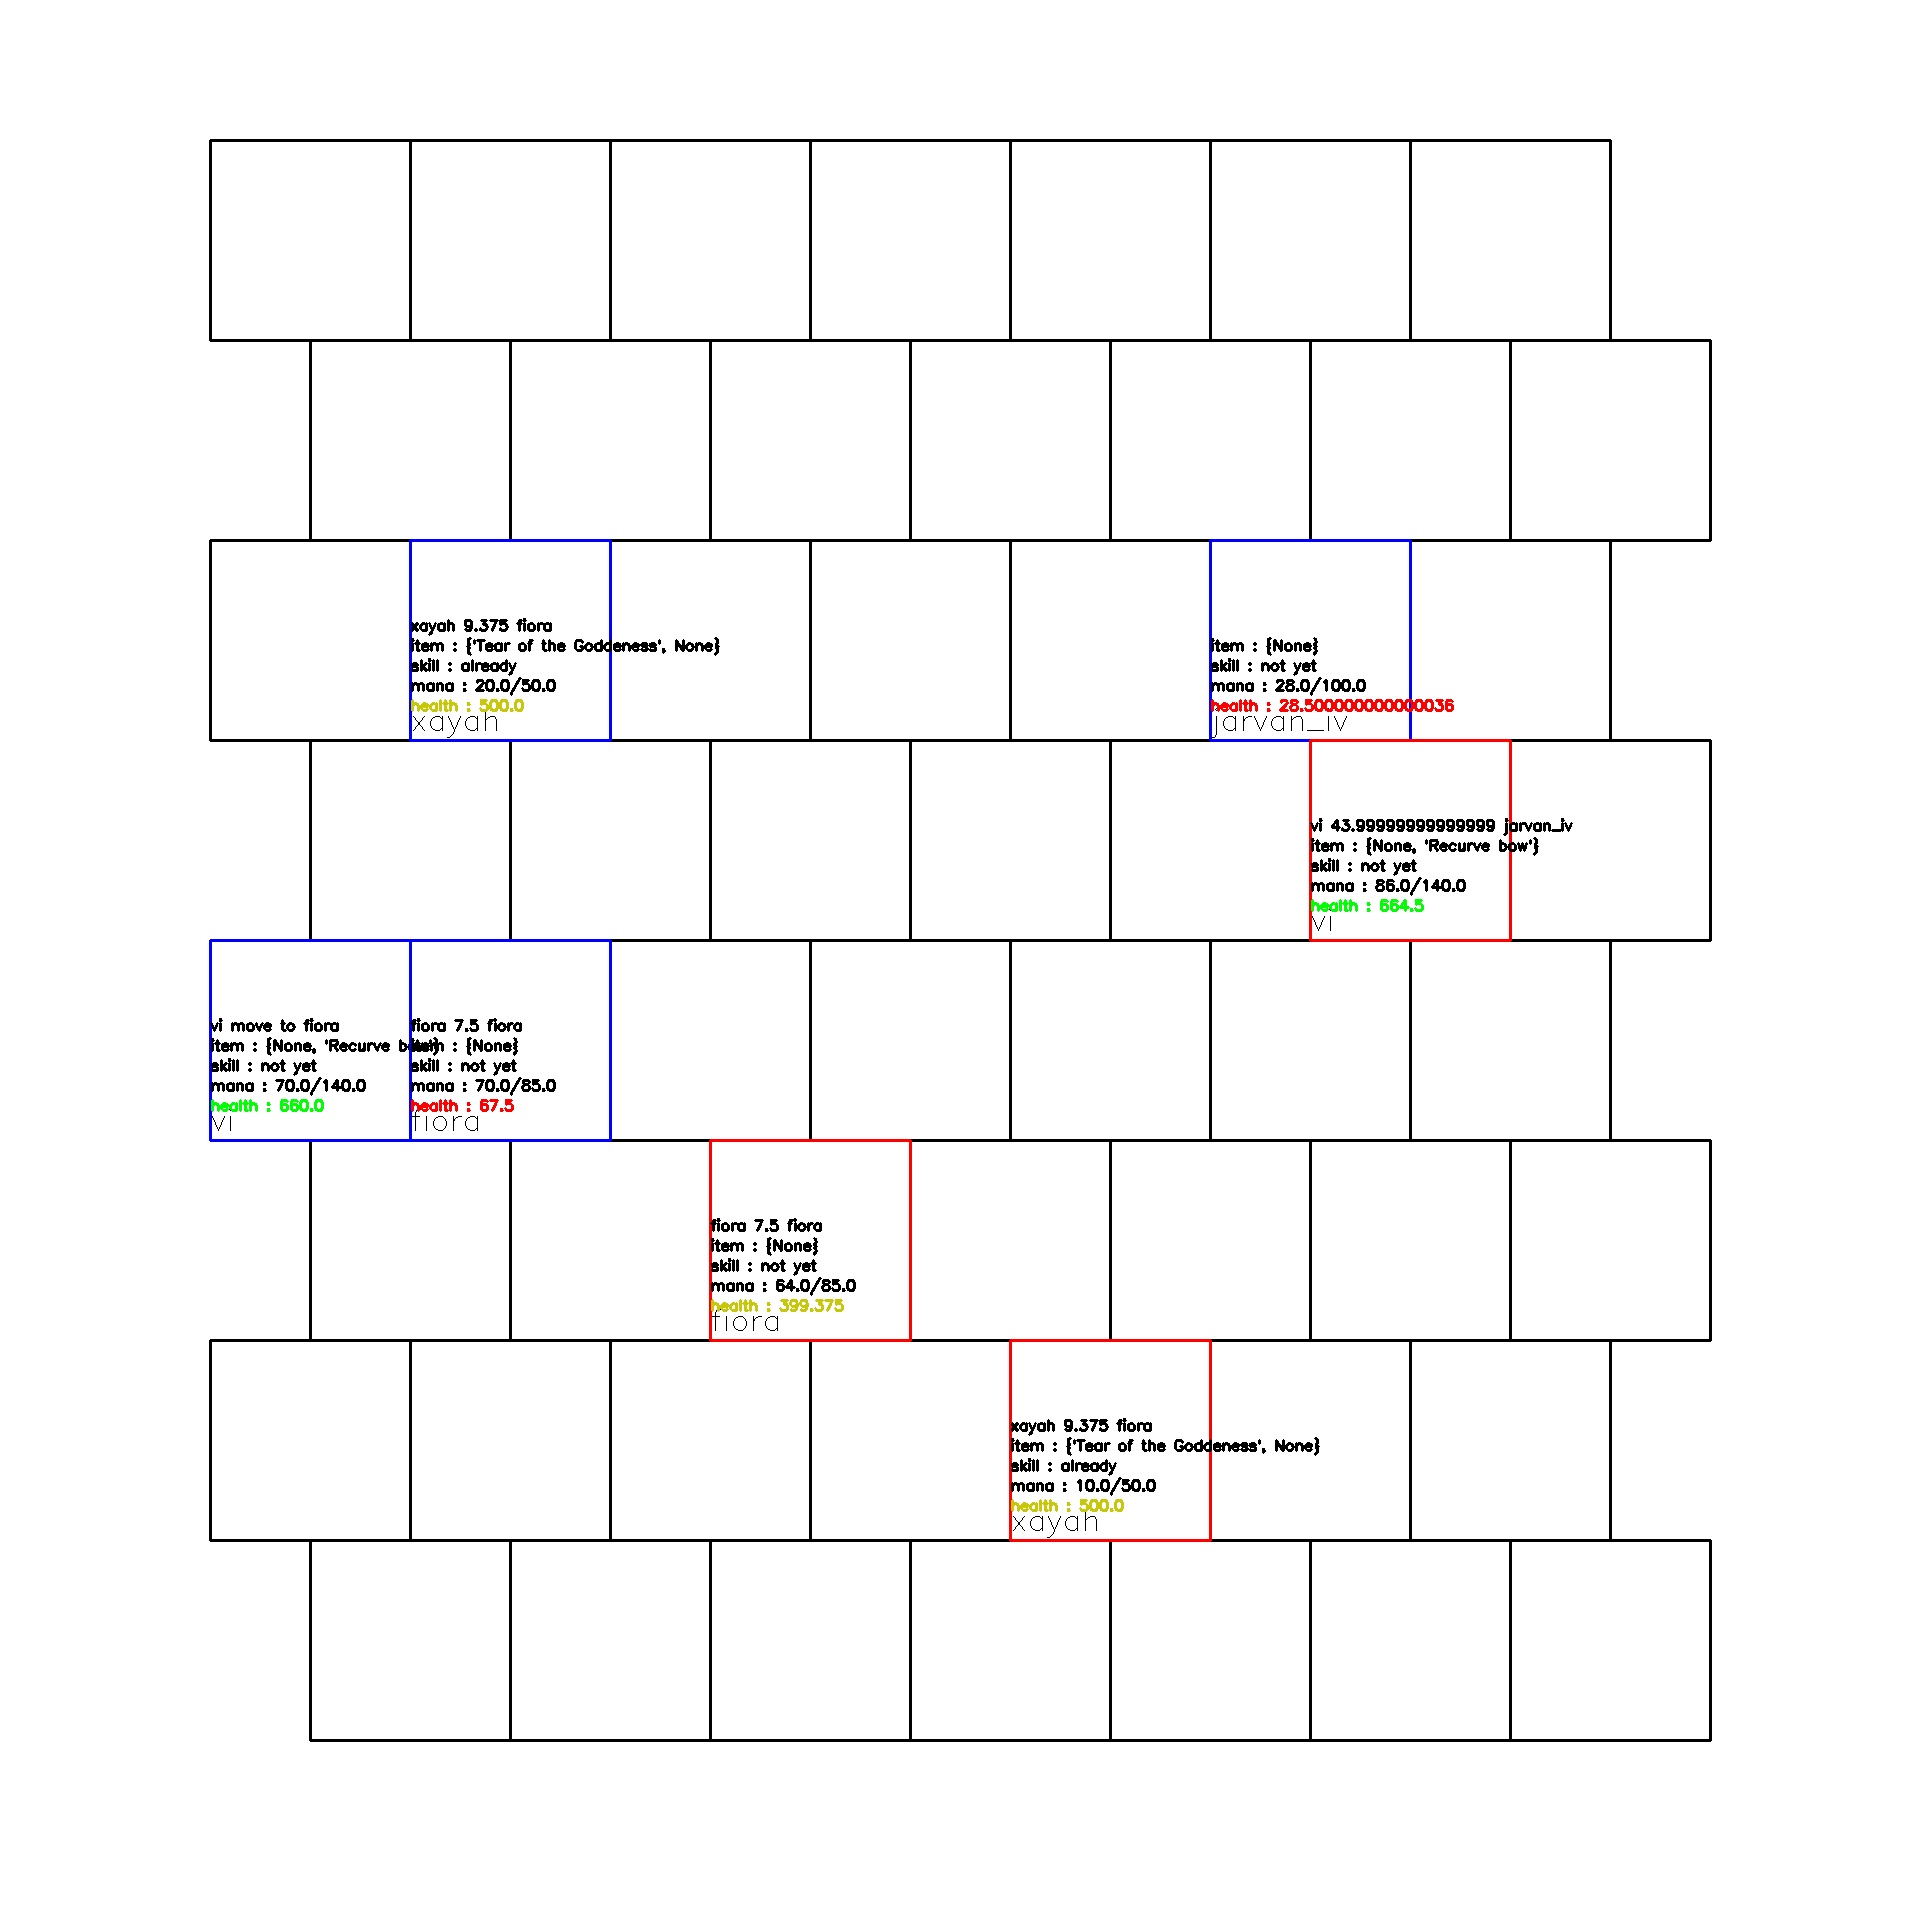 xayah 9.375 fiora
item : {'Tear of the Goddeness', None}
skill : already
mana : 20.0/50.0
health : 500.0
xayah
item : {None}
skill : not yet
mana : 28.0/100.0
health : 28.500000000000036
jarvan_iv
vi 43.99999999999999 jarvan_iv
item : {None, 'Recurve bow'}
skill : not yet
mana : 86.0/140.0
health : 664.5
vi
vi move to fiora
item : {None, 'Recurve bow'}
skill : not yet
mana : 70.0/140.0
health : 660.0
vi
fiora 7.5 fiora
item : {None}
skill : not yet
mana : 70.0/85.0
health : 67.5
fiora
fiora 7.5 fiora
item : {None}
skill : not yet
mana : 64.0/85.0
health : 399.375
fiora
xayah 9.375 fiora
item : {'Tear of the Goddeness', None}
skill : already
mana : 10.0/50.0
health : 500.0
xayah